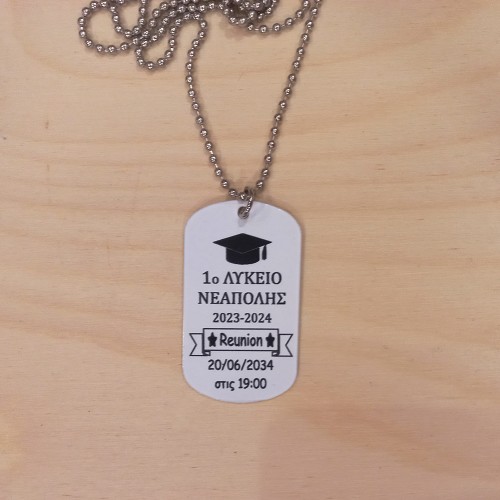 1ο ΛΥΚΕΙΟ
ΝΕΑΠΟΛΗΣ
2023-2024
Reunion
20/06/2034
στις 19:00